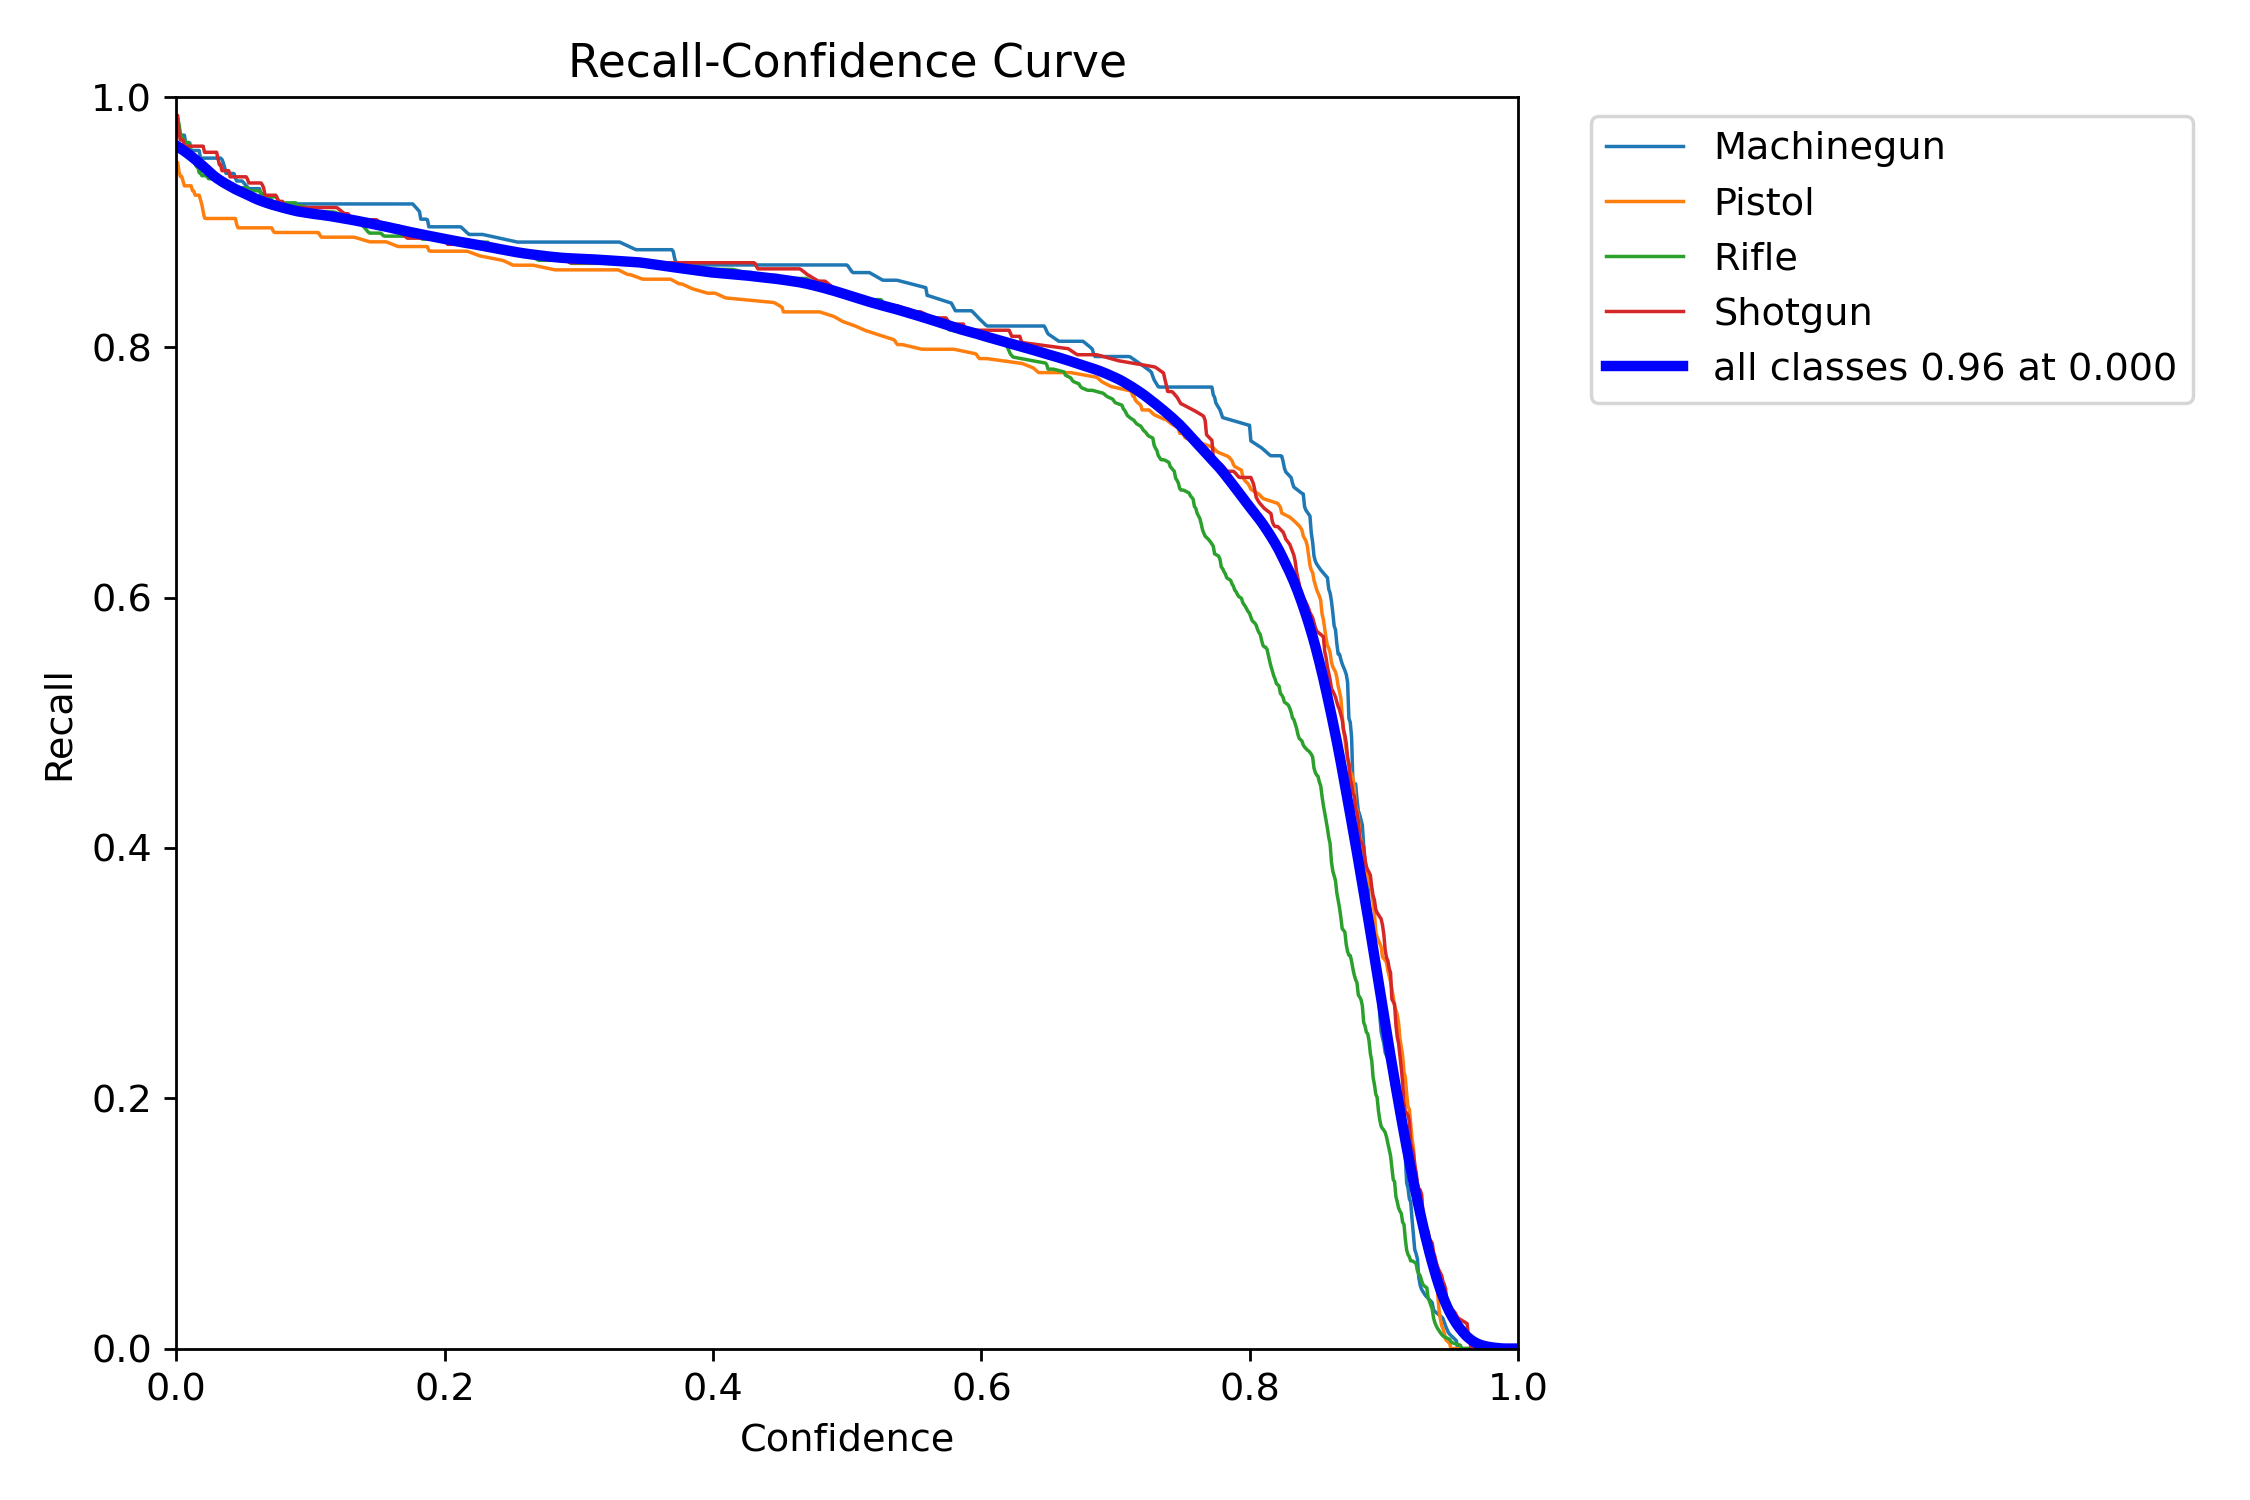 Recall-Confidence Curve
1.0
0.8
0.6
0.4
0.2
0.0
Recall
0.0 0.2 0.4 0.6 0.8 1.0
Confidence
Machinegun
Pistol
Rifle
Shotgun
all classes 0.96 at 0.000